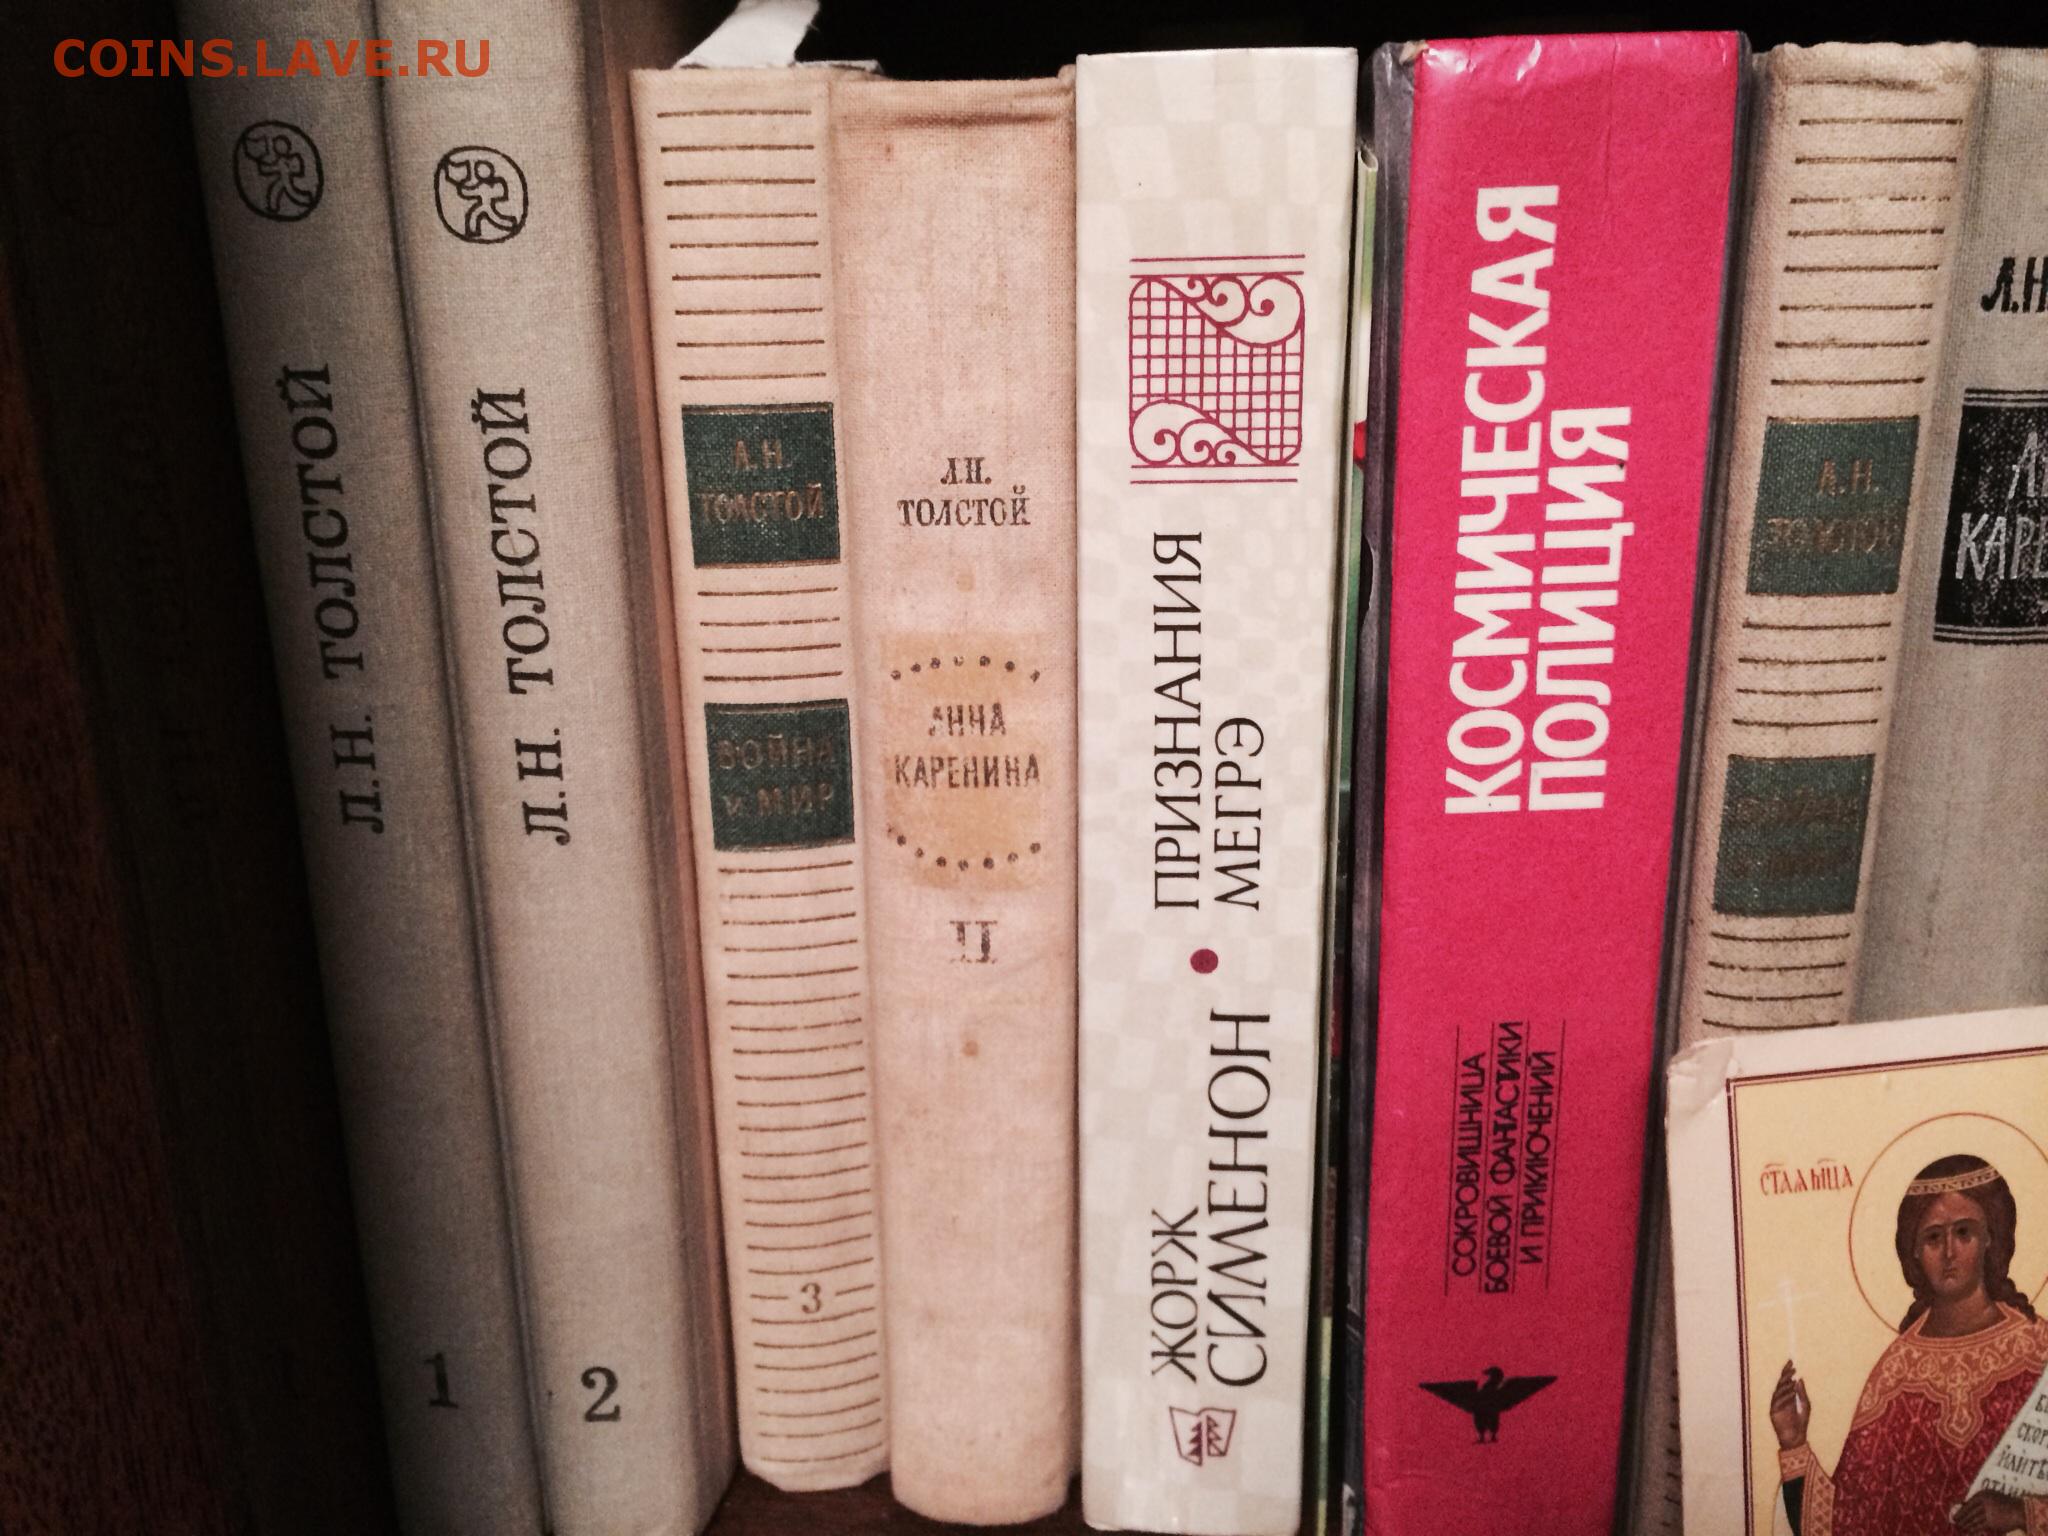 COINS.LAVE.RU
Л.Н. ТОЛСТОЙ
1
Л.Н. ТОЛСТОЙ
2
Л.Н.
ТОЛСТОЙ
ВОЙНА
И МИР
3
Л.Н.
ТОЛСТОЙ
АННА
КАРЕНИНА
II
ЖОРЖ
СИМЕНОН • ПРИЗНАНИЯ
МЕГРЭ
КОСМИЧЕСКАЯ
ПОЛИЦИЯ
СОКРОВИЩНИЦА
БОЕВОЙ ФАНТАСТИКИ
И ПРИКЛЮЧЕНИЙ
Л.Н.
ТОЛСТОЙ
Л.Н